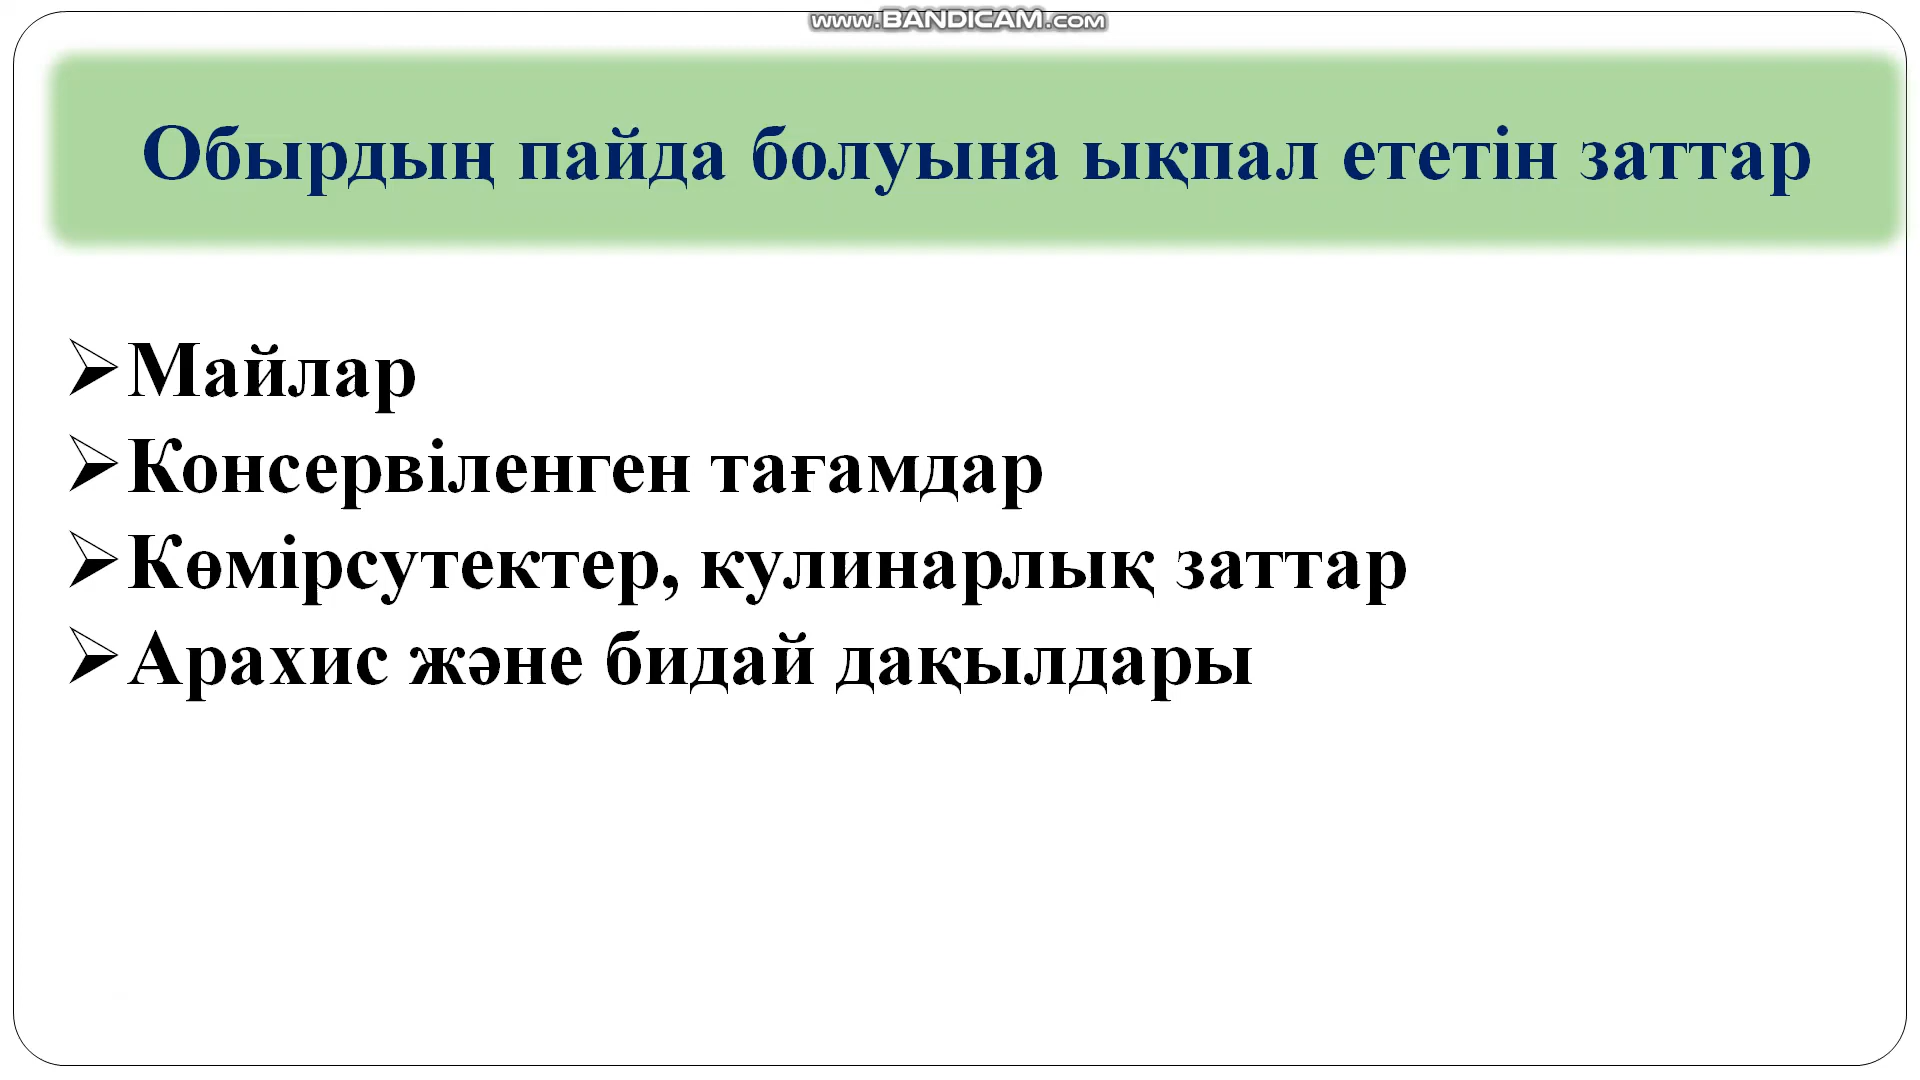 www.BANDICAM.com
Обырдың пайда болуына ықпал ететін заттар
➢Майлар
➢Консервіленген тағамдар
➢Көмірсутектер, кулинарлық заттар
➢Арахис және бидай дақылдары